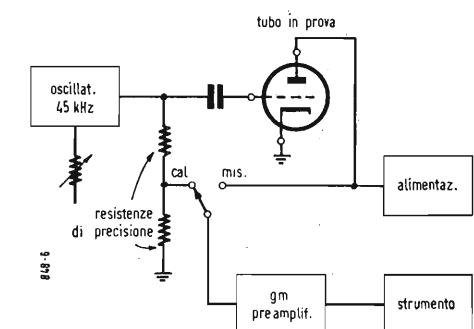 tubo in prova
oscillat.
45 kHz
cal
mis.
alimentaz.
resistenze
di precisione
848-6
gm
preamplif.
strumento